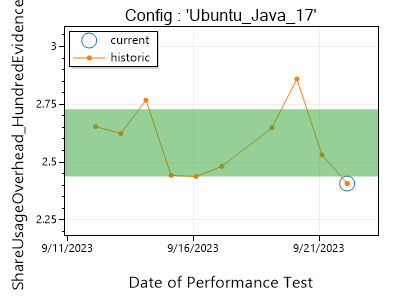 Config : 'Ubuntu_Java_17'
current
historic
ShareUsageOverhead_HundredEvidence
3
2.75
2.5
2.25
9/11/2023
9/16/2023
9/21/2023
Date of Performance Test